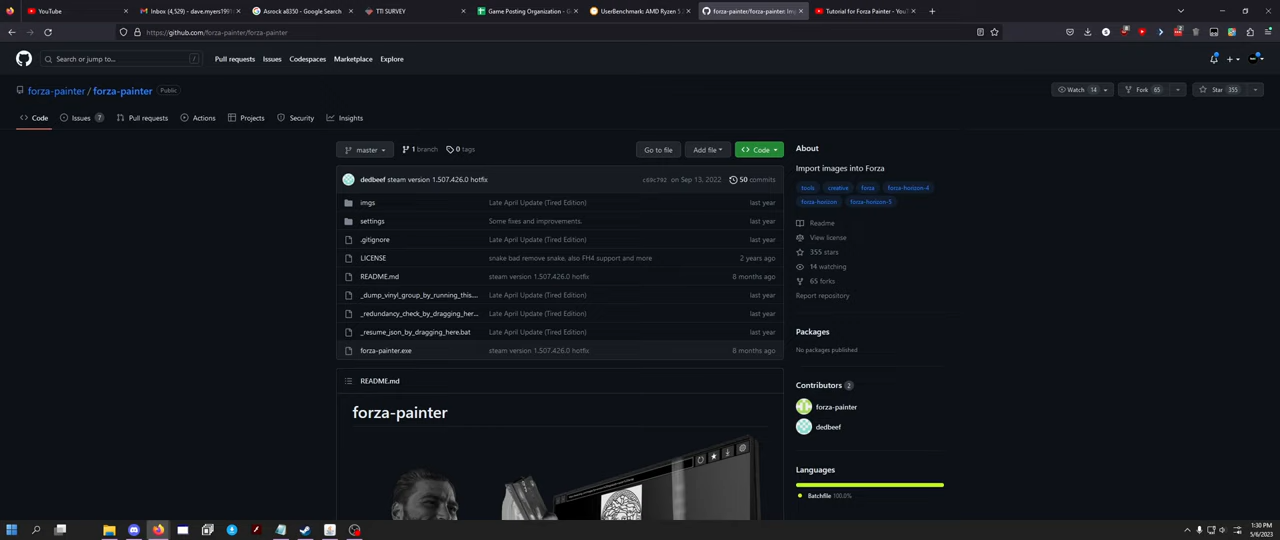 YouTube
Inbox (4,529) - dave.myers1991
Asrock a8350 - Google Search
TTI SURVEY
Game Posting Organization - G
UserBenchmark: AMD Ryzen 5
forza-painter/forza-painter: Im
Tutorial for Forza Painter - You
https://github.com/forza-painter/forza-painter
Search or jump to...
/
Pull requests
Issues
Codespaces
Marketplace
Explore
forza-painter / forza-painter
Public
Watch 14
Fork 65
Star 355
Code
Issues 7
Pull requests
Actions
Projects
Security
Insights
master
1 branch
0 tags
Go to file
Add file
Code
About
Import images into Forza
dedbeef steam version 1.507.426.0 hotfix
c69c792 on Sep 13, 2022
50 commits
tools
creative
forza
forza-horizon-4
forza-horizon
forza-horizon-5
imgs
Late April Update (Tired Edition)
last year
settings
Some fixes and improvements.
last year
.gitignore
Late April Update (Tired Edition)
last year
LICENSE
snake bad remove snake, also FH4 support and more
2 years ago
README.md
steam version 1.507.426.0 hotfix
8 months ago
_dump_vinyl_group_by_running_this....
Late April Update (Tired Edition)
last year
_redundancy_check_by_dragging_her...
Late April Update (Tired Edition)
last year
_resume_json_by_dragging_here.bat
Late April Update (Tired Edition)
last year
forza-painter.exe
steam version 1.507.426.0 hotfix
8 months ago
Readme
View license
355 stars
14 watching
65 forks
Report repository
Packages
No packages published
Contributors 2
forza-painter
dedbeef
Languages
Batchfile 100.0%
README.md
forza-painter
1:30 PM
5/6/2023